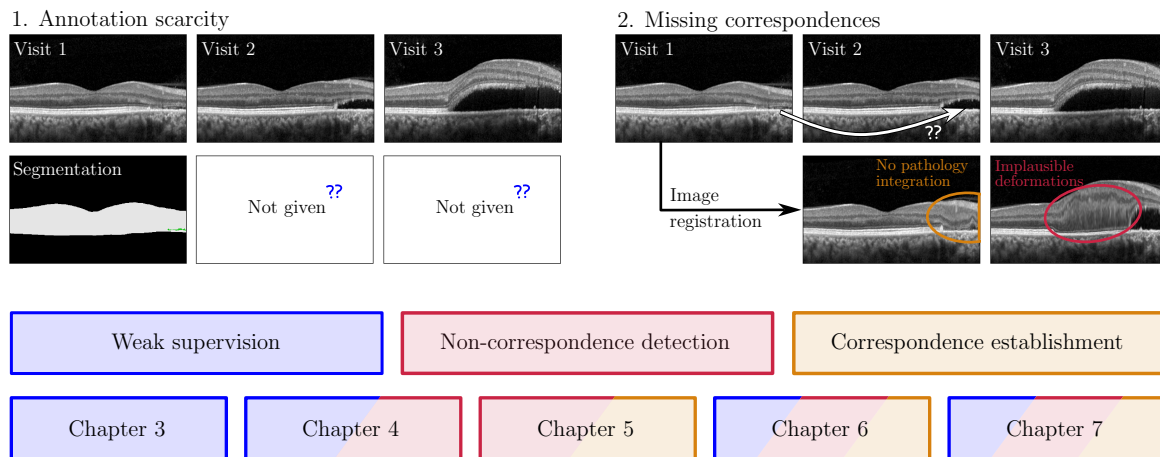 1. Annotation scarcity
Visit 1
Visit 2
Visit 3
Segmentation
Not given
??
Not given
??
2. Missing correspondences
Visit 1
Visit 2
Visit 3
??
Image
registration
No pathology
integration
Implausible
deformations
Weak supervision
Non-correspondence detection
Correspondence establishment
Chapter 3
Chapter 4
Chapter 5
Chapter 6
Chapter 7